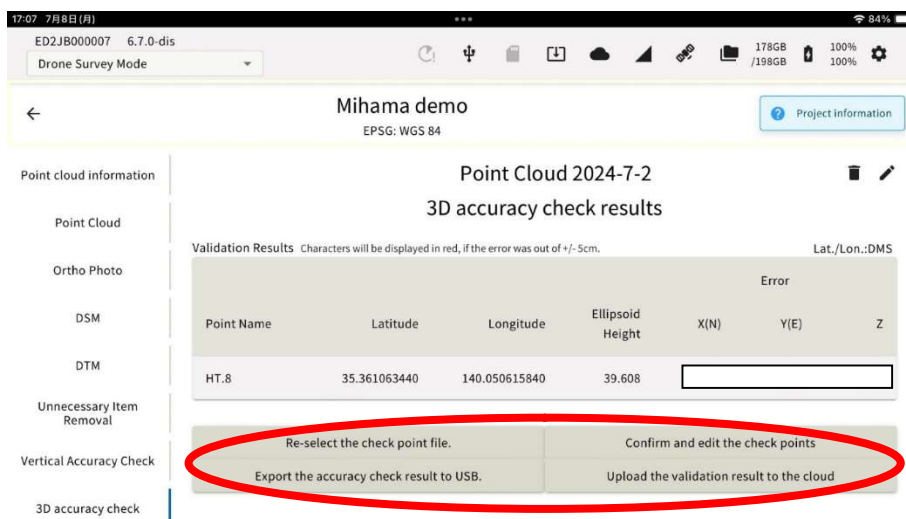 17:07 7月8日(月)
84%
ED2JB000007 6.7.0-dis
Drone Survey Mode
178GB
/198GB
100%
100%
Mihama demo
EPSG: WGS 84
Project information
Point cloud information
Point Cloud
Ortho Photo
DSM
DTM
Unnecessary Item
Removal
Vertical Accuracy Check
3D accuracy check
Point Cloud 2024-7-2
3D accuracy check results
Validation Results Characters will be displayed in red, if the error was out of +/- 5cm.
Lat./Lon.:DMS
Error
Point Name Latitude Longitude Ellipsoid Height X(N) Y(E) Z
HT.8 35.361063440 140.050615840 39.608
Re-select the check point file. Confirm and edit the check points
Export the accuracy check result to USB. Upload the validation result to the cloud